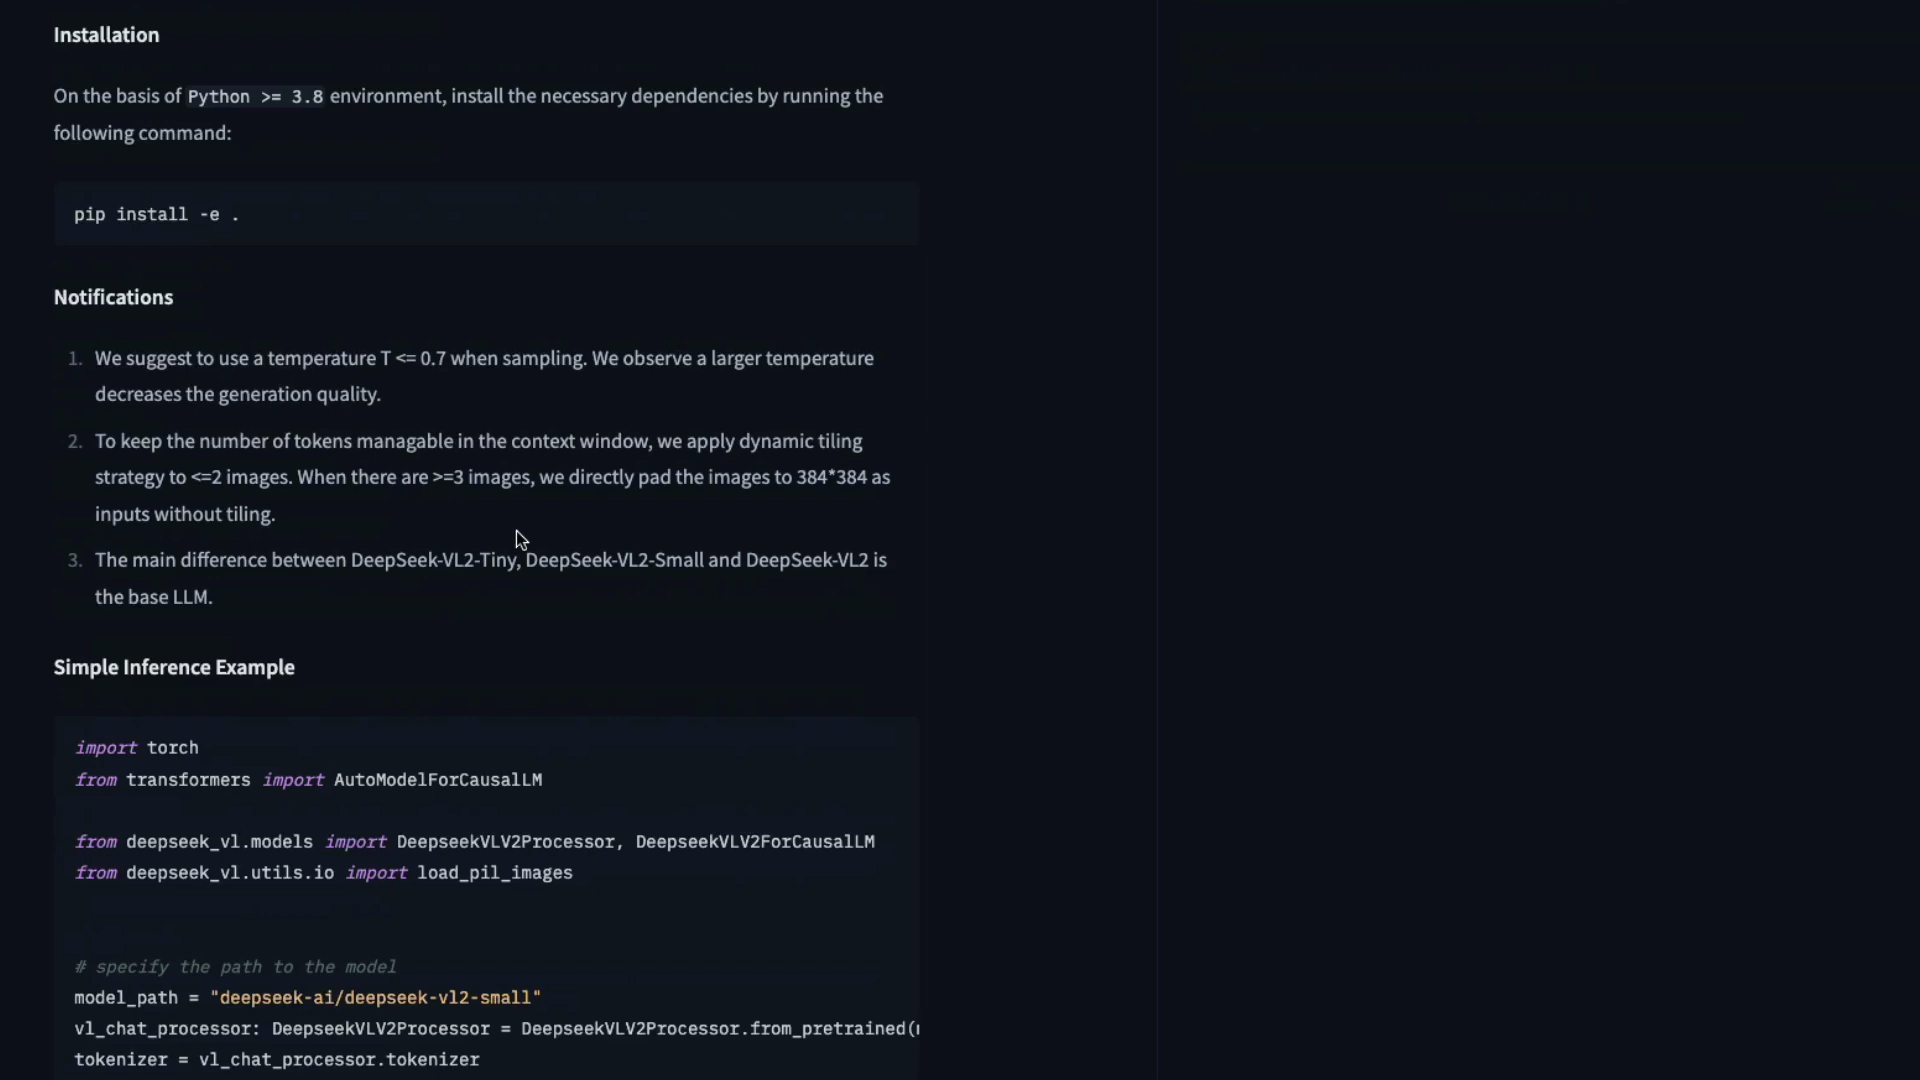 Installation
On the basis of Python >= 3.8 environment, install the necessary dependencies by running the
following command:
pip install -e .
Notifications
1. We suggest to use a temperature T <= 0.7 when sampling. We observe a larger temperature
decreases the generation quality.
2. To keep the number of tokens managable in the context window, we apply dynamic tiling
strategy to <=2 images. When there are >=3 images, we directly pad the images to 384*384 as
inputs without tiling.
3. The main difference between DeepSeek-VL2-Tiny, DeepSeek-VL2-Small and DeepSeek-VL2 is
the base LLM.
Simple Inference Example
import torch
from transformers import AutoModelForCausalLM
from deepseek_vl.models import DeepseekVLV2Processor, DeepseekVLV2ForCausalLM
from deepseek_vl.utils.io import load_pil_images
# specify the path to the model
model_path = "deepseek-ai/deepseek-vl2-small"
vl_chat_processor: DeepseekVLV2Processor = DeepseekVLV2Processor.from_pretrained(
tokenizer = vl_chat_processor.tokenizer